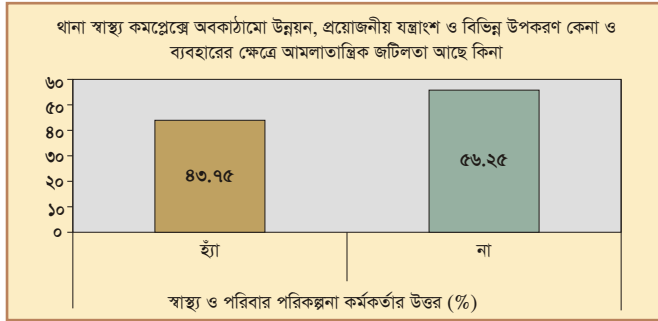 থানা স্বাস্থ্য কমপ্লেক্সে অবকাঠামো উন্নয়ন, প্রয়োজনীয় যন্ত্রাংশ ও বিভিন্ন উপকরণ কেনা ও
ব্যবহারের ক্ষেত্রে আমলাতান্ত্রিক জটিলতা আছে কিনা
৬০
৫০
৪০
৩০
২০
১০
০
৪৩.৭৫
৫৬.২৫
হ্যাঁ
না
স্বাস্থ্য ও পরিবার পরিকল্পনা কর্মকর্তার উত্তর (%)